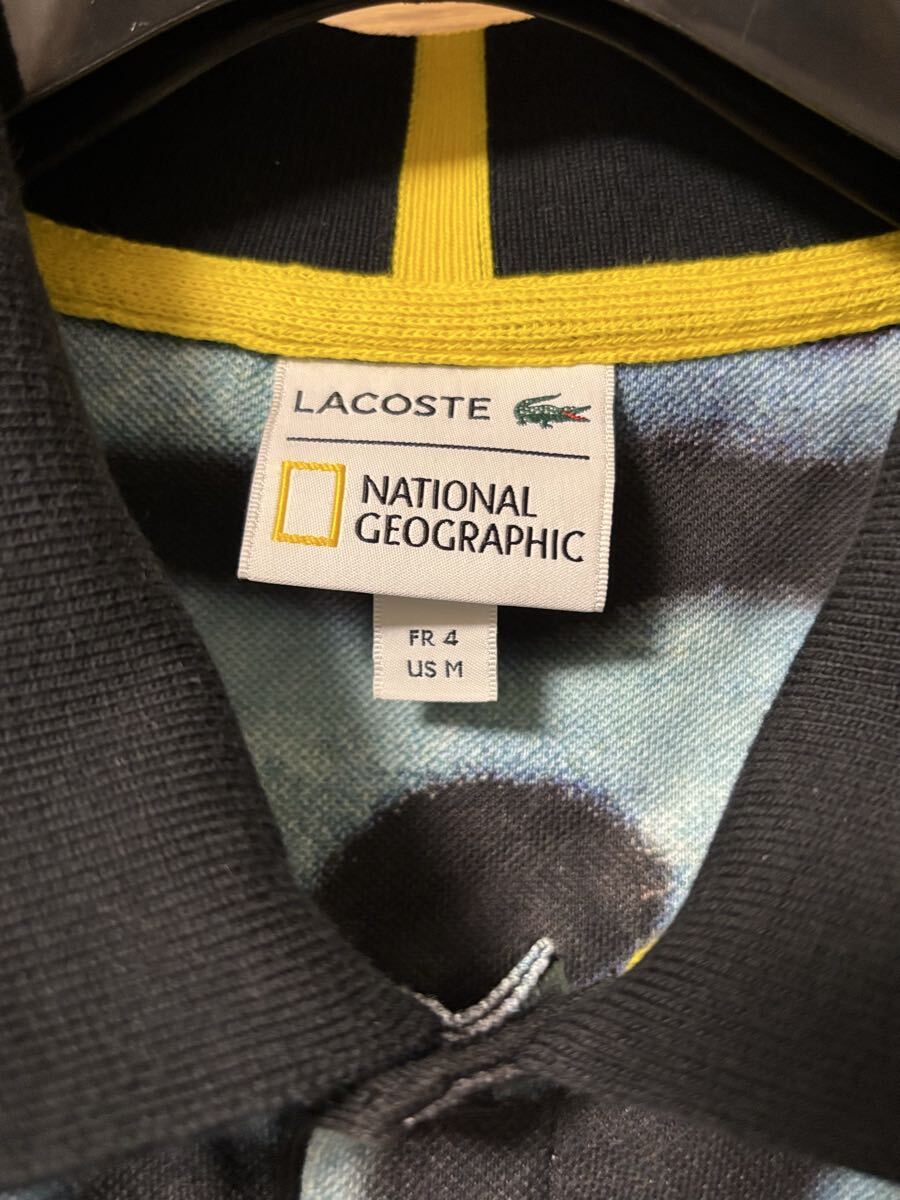 LACOSTE
NATIONAL
GEOGRAPHIC
FR 4
US M